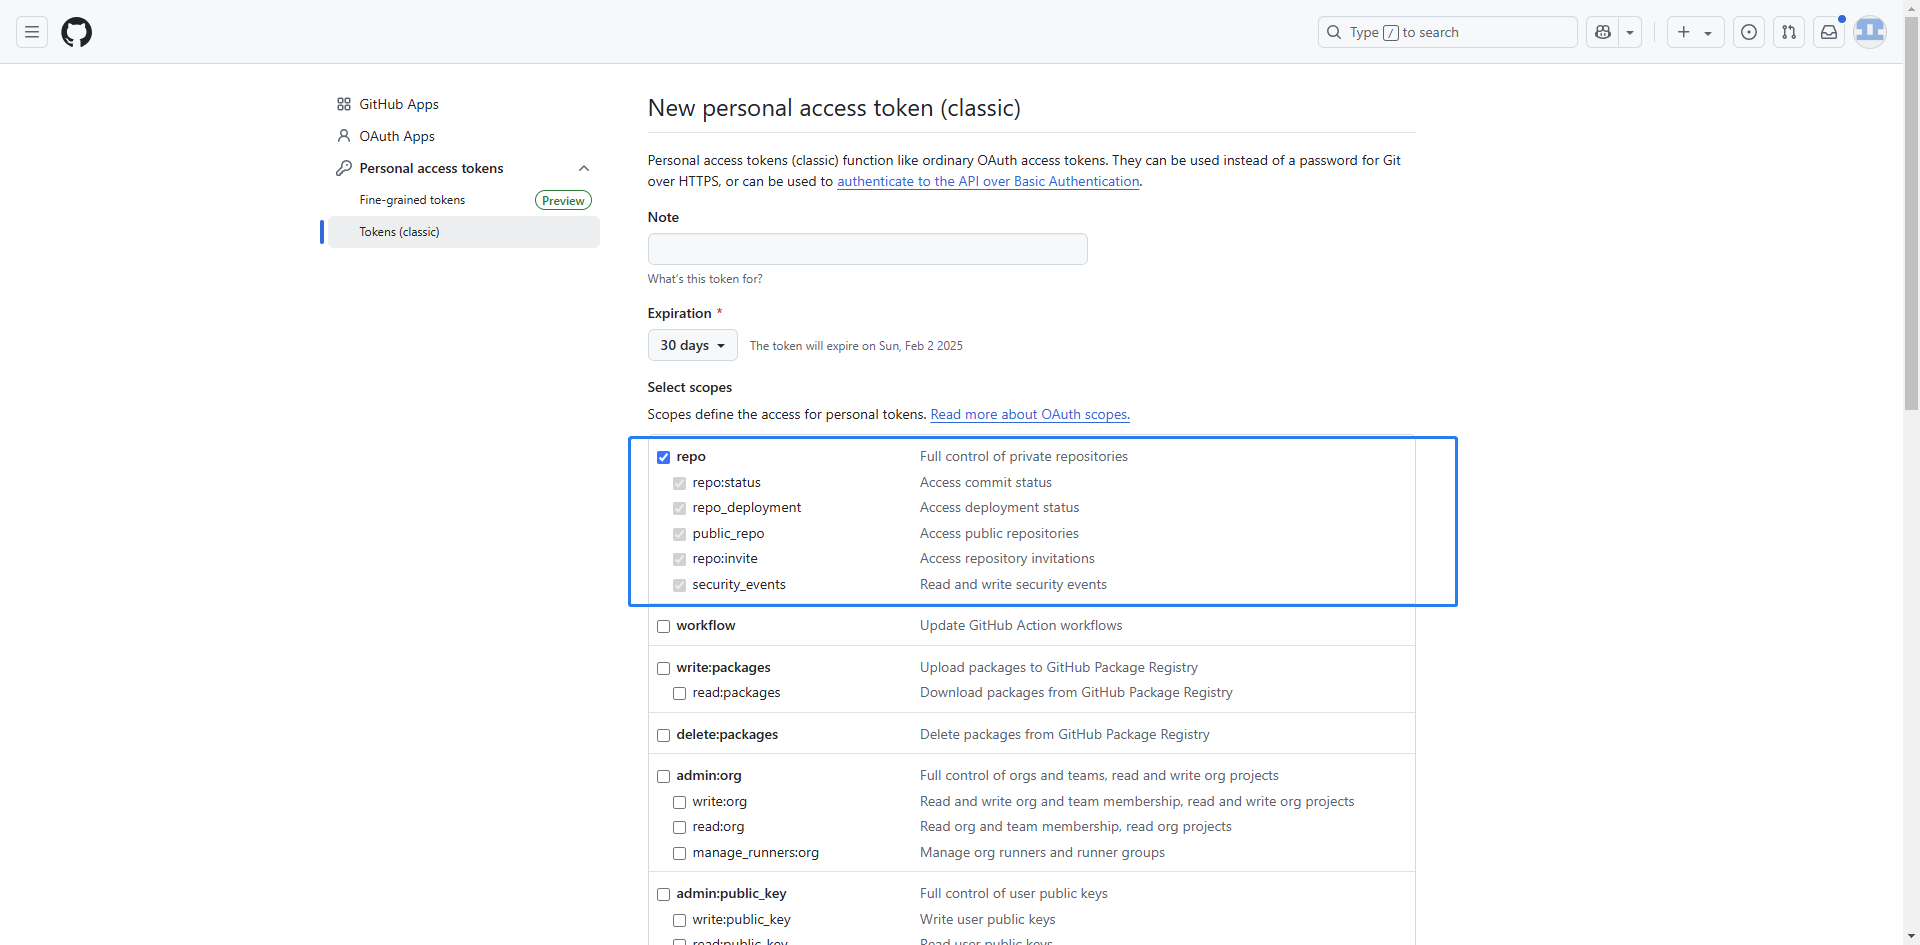 Type / to search
GitHub Apps
OAuth Apps
Personal access tokens
Fine-grained tokens Preview
Tokens (classic)
New personal access token (classic)
Personal access tokens (classic) function like ordinary OAuth access tokens. They can be used instead of a password for Git
over HTTPS, or can be used to authenticate to the API over Basic Authentication.
Note
What's this token for?
Expiration *
30 days The token will expire on Sun, Feb 2 2025
Select scopes
Scopes define the access for personal tokens. Read more about OAuth scopes.
repo Full control of private repositories
repo:status Access commit status
repo_deployment Access deployment status
public_repo Access public repositories
repo:invite Access repository invitations
security_events Read and write security events
workflow Update GitHub Action workflows
write:packages Upload packages to GitHub Package Registry
read:packages Download packages from GitHub Package Registry
delete:packages Delete packages from GitHub Package Registry
admin:org Full control of orgs and teams, read and write org projects
write:org Read and write org and team membership, read and write org projects
read:org Read org and team membership, read org projects
manage_runners:org Manage org runners and runner groups
admin:public_key Full control of user public keys
write:public_key Write user public keys
read:public_key Read user public keys